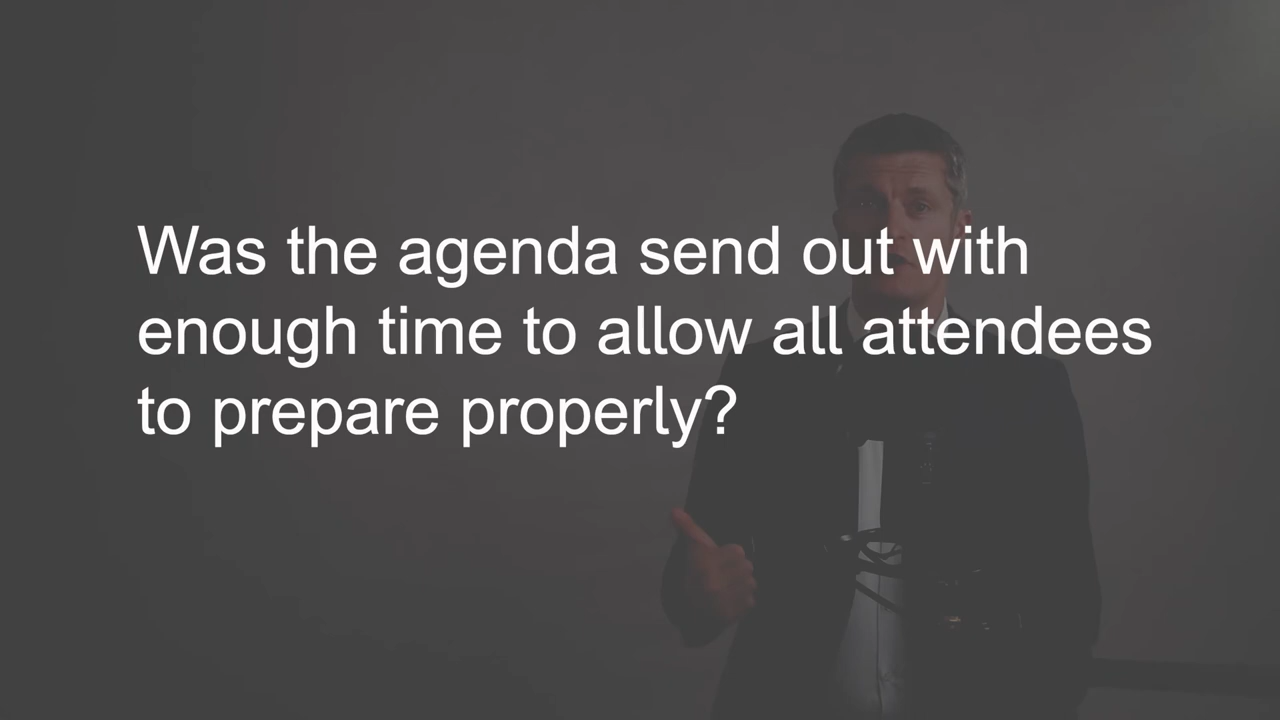 Was the agenda send out with
enough time to allow all attendees
to prepare properly?